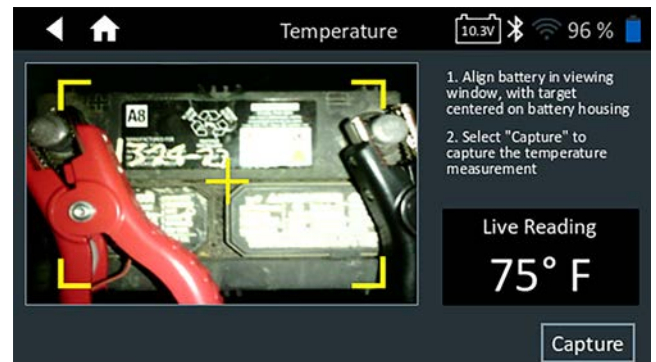 Temperature
10.3V
96 %
1. Align battery in viewing
window, with target
centered on battery housing
2. Select "Capture" to
capture the temperature
measurement
A8
Live Reading
75° F
Capture